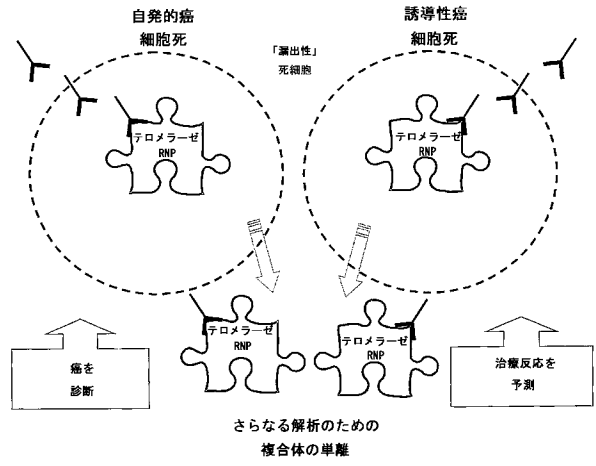 自発的癌
細胞死
「漏出性」
死細胞
誘導性癌
細胞死
テロメラーゼ
RNP
テロメラーゼ
RNP
テロメラーゼ
RNP
テロメラーゼ
RNP
癌を
診断
治療反応を
予測
さらなる解析のための
複合体の単離